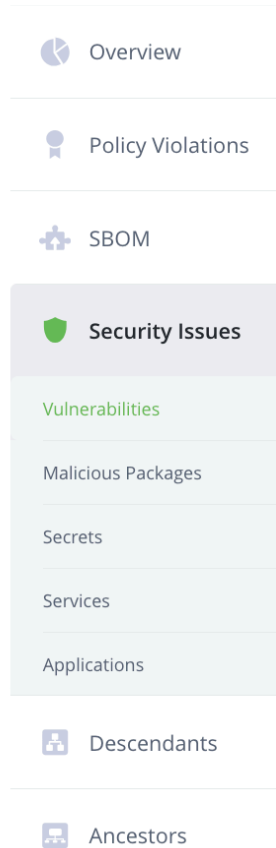 Overview
Policy Violations
SBOM
Security Issues
Vulnerabilities
Malicious Packages
Secrets
Services
Applications
Descendants
Ancestors